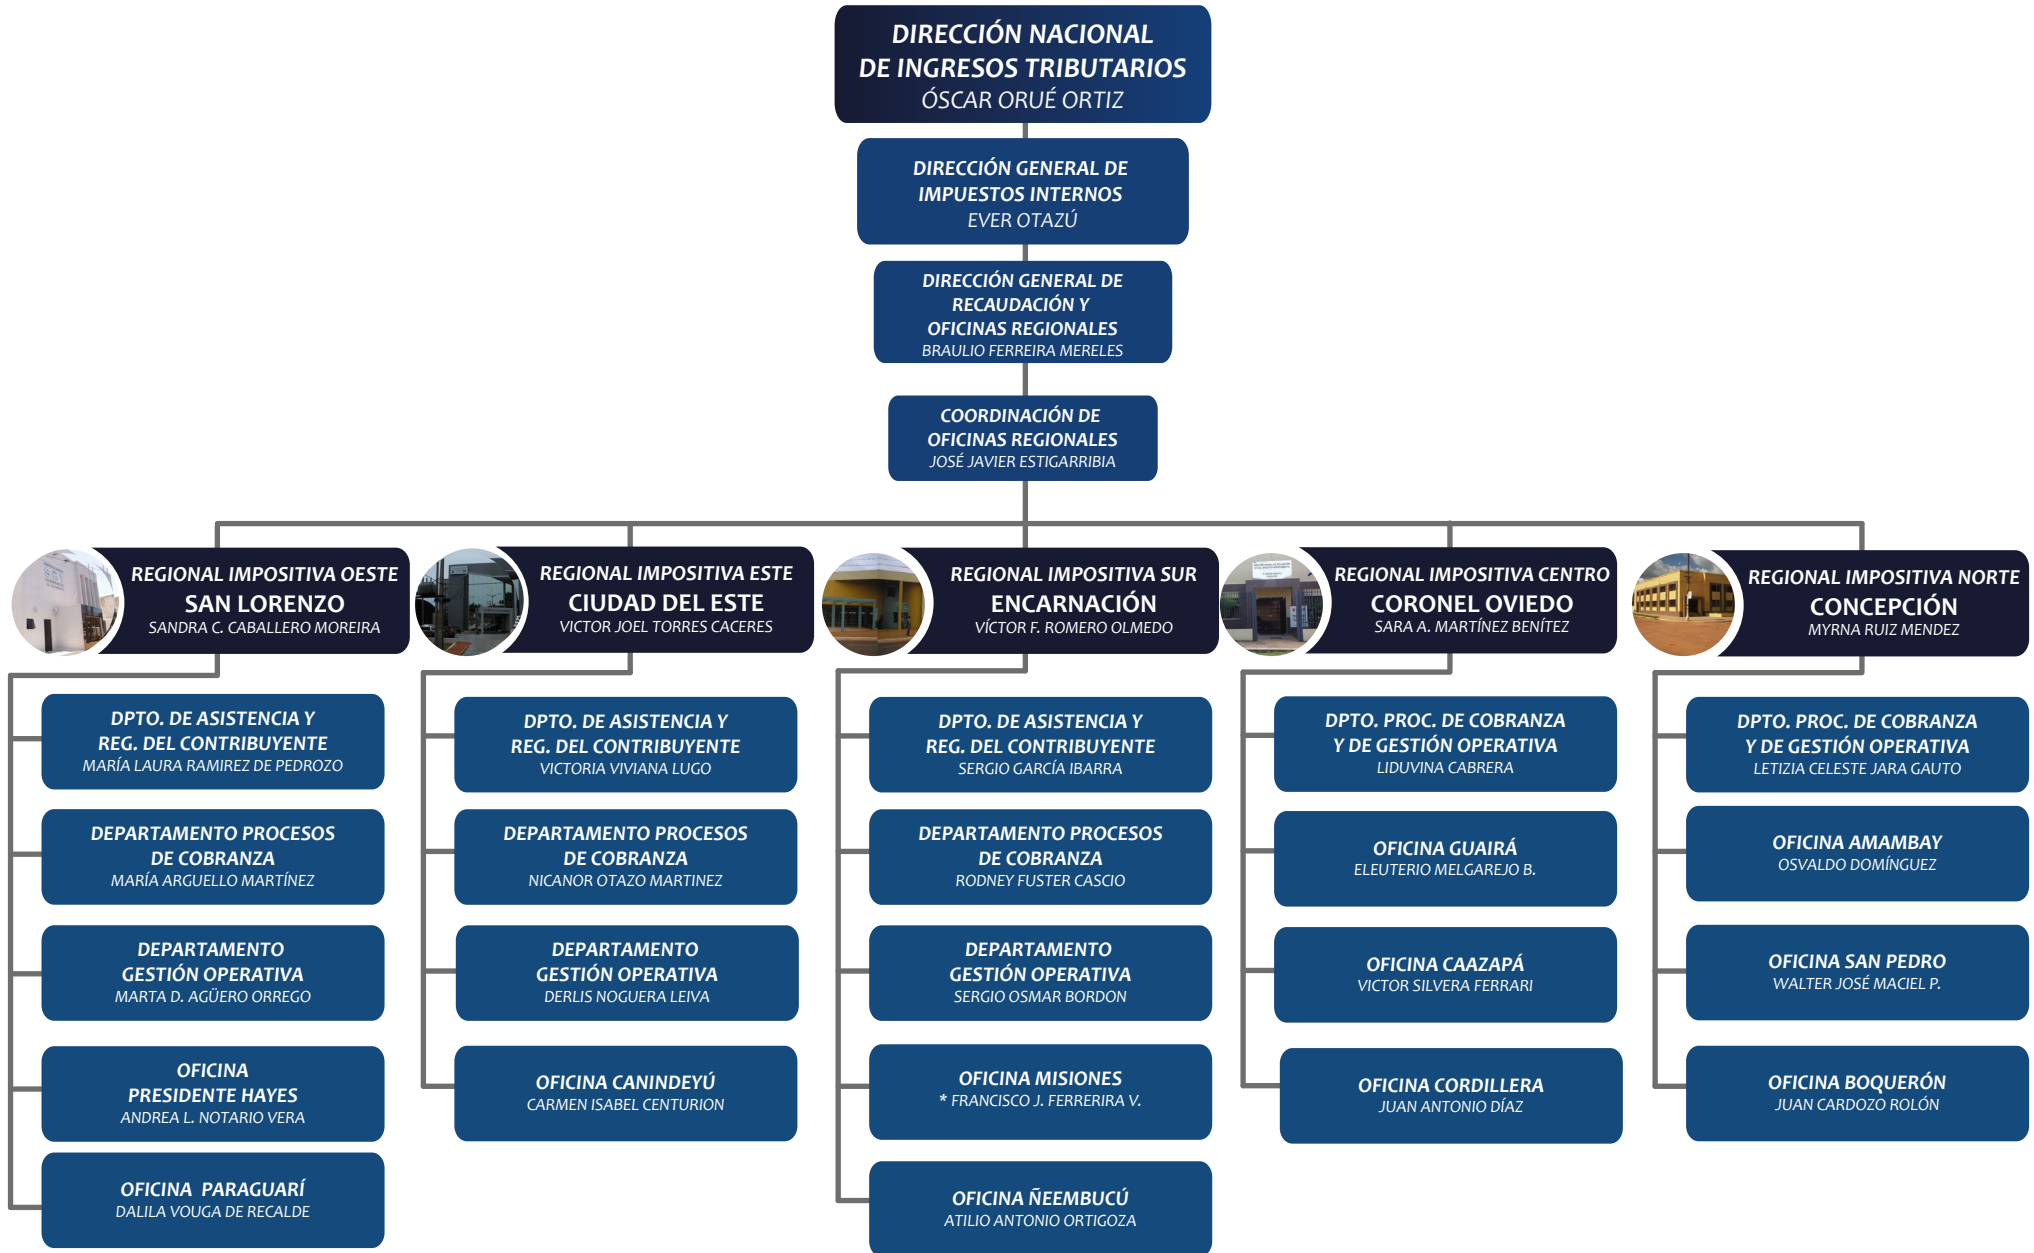 DIRECCIÓN NACIONAL
DE INGRESOS TRIBUTARIOS
ÓSCAR ORUÉ ORTIZ
DIRECCIÓN GENERAL DE
IMPUESTOS INTERNOS
EVER OTAZÚ
DIRECCIÓN GENERAL DE
RECAUDACIÓN Y
OFICINAS REGIONALES
BRAULIO FERREIRA MERELES
COORDINACIÓN DE
OFICINAS REGIONALES
JOSÉ JAVIER ESTIGARRIBIA
REGIONAL IMPOSITIVA OESTE
SAN LORENZO
SANDRA C. CABALLERO MOREIRA
DPTO. DE ASISTENCIA Y
REG. DEL CONTRIBUYENTE
MARÍA LAURA RAMIREZ DE PEDROZO
DEPARTAMENTO PROCESOS
DE COBRANZA
MARÍA ARGUELLO MARTÍNEZ
DEPARTAMENTO
GESTIÓN OPERATIVA
MARTA D. AGÜERO ORREGO
OFICINA
PRESIDENTE HAYES
ANDREA L. NOTARIO VERA
OFICINA PARAGUARÍ
DALILA VOUGA DE RECALDE
REGIONAL IMPOSITIVA ESTE
CIUDAD DEL ESTE
VICTOR JOEL TORRES CACERES
DPTO. DE ASISTENCIA Y
REG. DEL CONTRIBUYENTE
VICTORIA VIVIANA LUGO
DEPARTAMENTO PROCESOS
DE COBRANZA
NICANOR OTAZO MARTINEZ
DEPARTAMENTO
GESTIÓN OPERATIVA
DERLIS NOGUERA LEIVA
OFICINA CANINDEYÚ
CARMEN ISABEL CENTURION
REGIONAL IMPOSITIVA SUR
ENCARNACIÓN
VÍCTOR F. ROMERO OLMEDO
DPTO. DE ASISTENCIA Y
REG. DEL CONTRIBUYENTE
SERGIO GARCÍA IBARRA
DEPARTAMENTO PROCESOS
DE COBRANZA
RODNEY FUSTER CASCIO
DEPARTAMENTO
GESTIÓN OPERATIVA
SERGIO OSMAR BORDON
OFICINA MISIONES
* FRANCISCO J. FERRERIRA V.
OFICINA ÑEEMBUCÚ
ATILIO ANTONIO ORTIGOZA
REGIONAL IMPOSITIVA CENTRO
CORONEL OVIEDO
SARA A. MARTÍNEZ BENÍTEZ
DPTO. PROC. DE COBRANZA
Y DE GESTIÓN OPERATIVA
LIDUVINA CABRERA
OFICINA GUAIRÁ
ELEUTERIO MELGAREJO B.
OFICINA CAAZAPÁ
VICTOR SILVERA FERRARI
OFICINA CORDILLERA
JUAN ANTONIO DÍAZ
REGIONAL IMPOSITIVA NORTE
CONCEPCIÓN
MYRNA RUIZ MENDEZ
DPTO. PROC. DE COBRANZA
Y DE GESTIÓN OPERATIVA
LETIZIA CELESTE JARA GAUTO
OFICINA AMAMBAY
OSVALDO DOMÍNGUEZ
OFICINA SAN PEDRO
WALTER JOSÉ MACIEL P.
OFICINA BOQUERÓN
JUAN CARDOZO ROLÓN